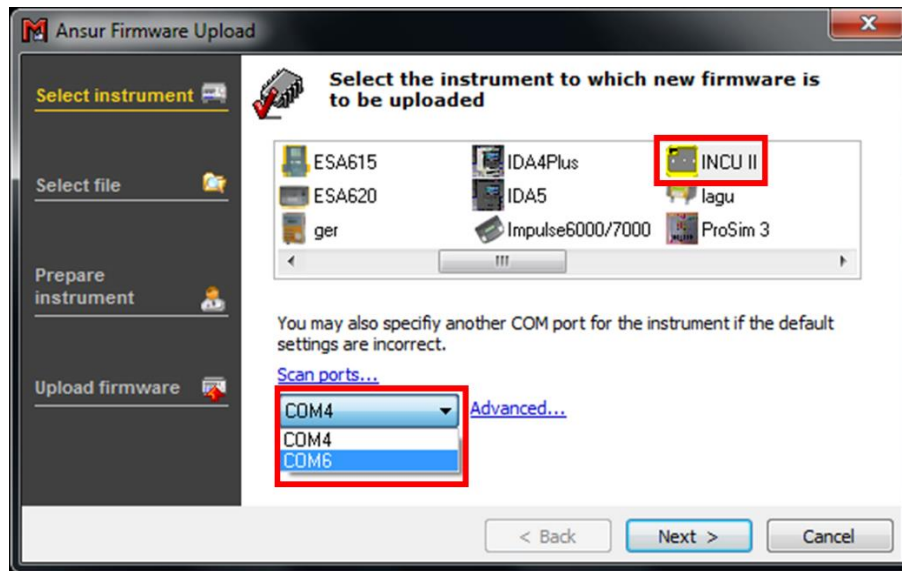 Ansur Firmware Upload
Select instrument
Select file
Prepare
instrument
Upload firmware
Select the instrument to which new firmware is
to be uploaded
ESA615
IDA4Plus
INCU II
ESA620
IDA5
lagu
ger
Impulse6000/7000
ProSim 3
You may also specifiy another COM port for the instrument if the default
settings are incorrect.
Scan ports...
COM4
Advanced...
COM4
COM6
< Back
Next >
Cancel